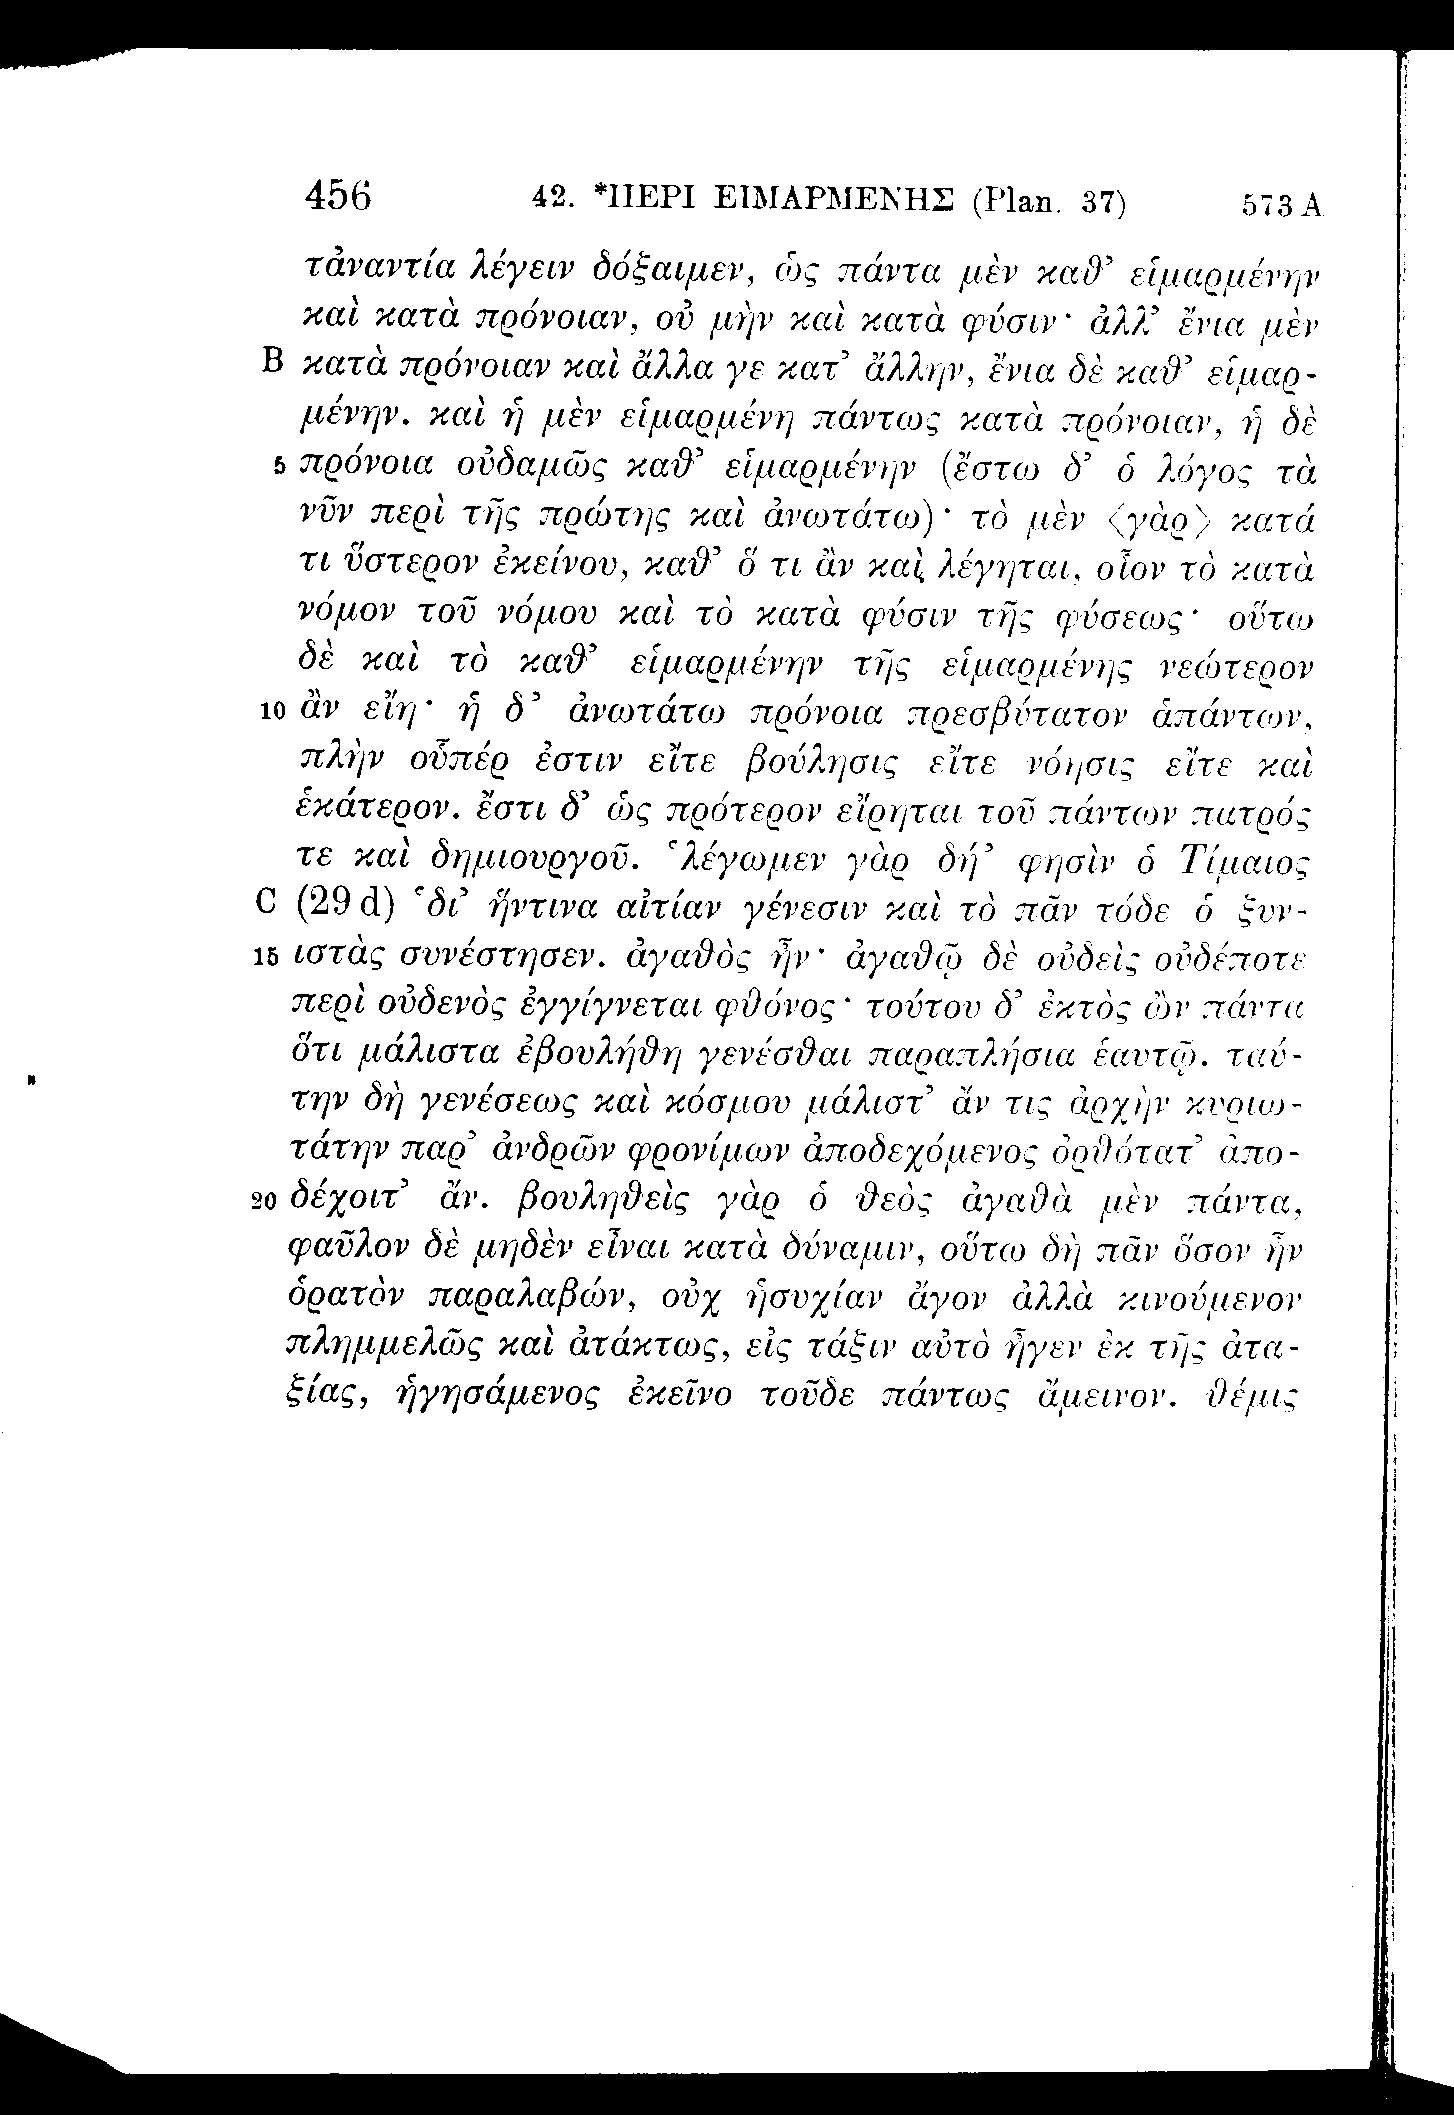 456 42. *ΠΕΡΙ ΕΙΜΑΡΜΕΝΗΣ (Plan. 37) 573 A
τἀναντία λέγειν δόξαιμεν, ὡς πάντα μὲν καθ’ εἱμαρμένην
καὶ κατὰ πρόνοιαν, οὐ μὴν καὶ κατὰ φύσιν· ἀλλ’ ἔνια μὲν
B κατὰ πρόνοιαν καὶ ἄλλα γε κατ’ ἄλλην, ἔνια δὲ καθ’ εἱμαρ-
μένην. καὶ ἡ μὲν εἱμαρμένη πάντως κατὰ πρόνοιαν, ἡ δὲ
5 πρόνοια οὐδαμῶς καθ’ εἱμαρμένην (ἔστω δ’ ὁ λόγος τὰ
νῦν περὶ τῆς πρώτης καὶ ἀνωτάτω)· τὸ μὲν <γὰρ> κατά
τι ὕστερον ἐκείνου, καθ’ ὅ τι ἂν καὶ λέγηται, οἷον τὸ κατὰ
νόμον τοῦ νόμου καὶ τὸ κατὰ φύσιν τῆς φύσεως· οὕτω
δὲ καὶ τὸ καθ’ εἱμαρμένην τῆς εἱμαρμένης νεώτερον
10 ἂν εἴη· ἡ δ’ ἀνωτάτω πρόνοια πρεσβύτατον ἁπάντων,
πλὴν οὗπέρ ἐστιν εἴτε βούλησις εἴτε νόησις εἴτε καὶ
ἑκάτερον. ἔστι δ’ ὡς πρότερον εἴρηται τοῦ πάντων πατρός
τε καὶ δημιουργοῦ. ‘λέγωμεν γὰρ δή’ φησὶν ὁ Τίμαιος
C (29 d) ‘δι’ ἥντινα αἰτίαν γένεσιν καὶ τὸ πᾶν τόδε ὁ ξυν-
15 ιστὰς συνέστησεν. ἀγαθὸς ἦν· ἀγαθῷ δὲ οὐδεὶς οὐδέποτε
περὶ οὐδενὸς ἐγγίγνεται φθόνος· τούτου δ’ ἐκτὸς ὢν πάντα
ὅτι μάλιστα ἐβουλήθη γενέσθαι παραπλήσια ἑαυτῷ. ταύ-
την δὴ γενέσεως καὶ κόσμου μάλιστ’ ἄν τις ἀρχὴν κυριω-
τάτην παρ’ ἀνδρῶν φρονίμων ἀποδεχόμενος ὀρθότατ’ ἀπο-
20 δέχοιτ’ ἄν. βουληθεὶς γὰρ ὁ θεὸς ἀγαθὰ μὲν πάντα,
φαῦλον δὲ μηδὲν εἶναι κατὰ δύναμιν, οὕτω δὴ πᾶν ὅσον ἦν
ὁρατὸν παραλαβών, οὐχ ἡσυχίαν ἄγον ἀλλὰ κινούμενον
πλημμελῶς καὶ ἀτάκτως, εἰς τάξιν αὐτὸ ἦγεν ἐκ τῆς ἀτα-
ξίας, ἡγησάμενος ἐκεῖνο τοῦδε πάντως ἄμεινον. θέμις